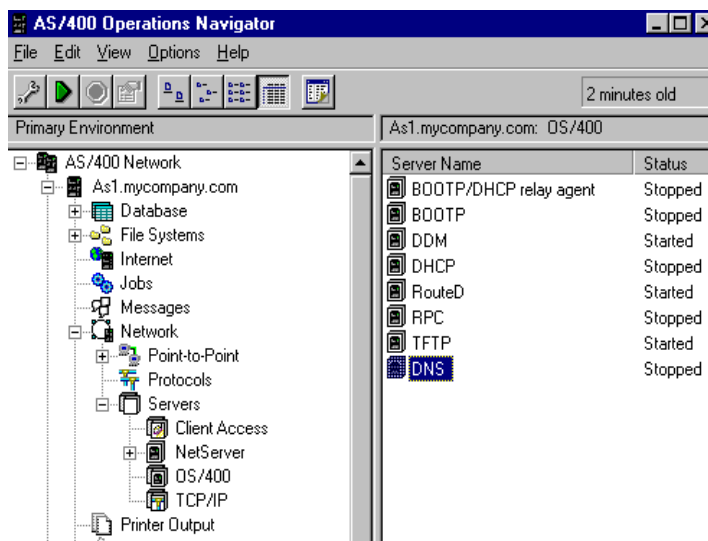 AS/400 Operations Navigator
File Edit View Options Help
2 minutes old
Primary Environment
As1.mycompany.com: OS/400
AS/400 Network
As1.mycompany.com
Database
File Systems
Internet
Jobs
Messages
Network
Point-to-Point
Protocols
Servers
Client Access
NetServer
OS/400
TCP/IP
Printer Output
Server Name Status
BOOTP/DHCP relay agent Stopped
BOOTP Stopped
DDM Started
DHCP Stopped
RouteD Started
RPC Stopped
TFTP Started
DNS Stopped